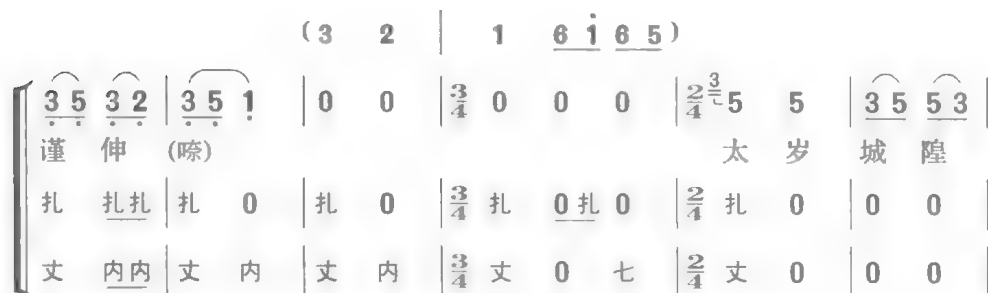 (3 2 | 1 6 i 6 5)
3 5 3 2 | 3 5 1 | 0 0 | 3/4 0 0 0 | 2/4 3 5 5 | 3 5 5 3 |
谨 伸 (嗦) 太 岁 城 隍
扎 扎扎 | 扎 0 | 扎 0 | 3/4 扎 0扎 0 | 2/4 扎 0 | 0 0 |
丈 内内 | 丈 内 | 丈 内 | 3/4 丈 0 七 | 2/4 丈 0 | 0 0 |